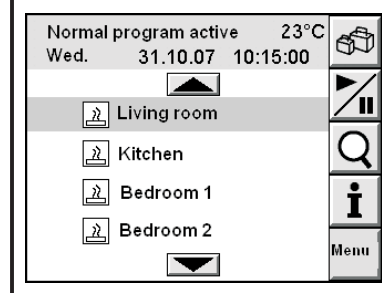 Normal program active 23°C
Wed. 31.10.07 10:15:00
Living room
Kitchen
Bedroom 1
Bedroom 2
i
Menu